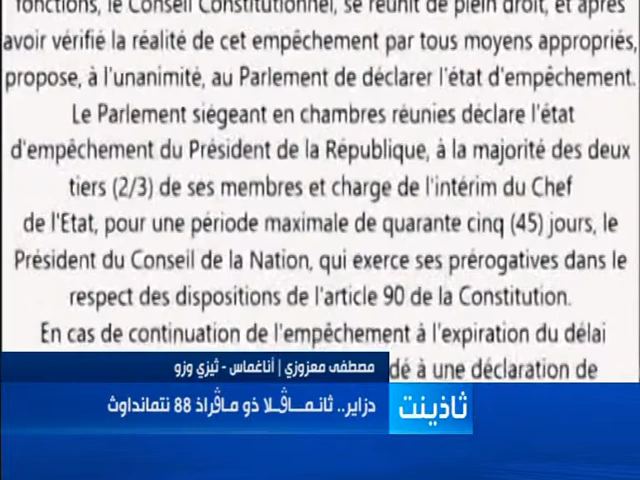 fonctions, le Conseil Constitutionnel, se réunit de plein droit, et après
avoir vérifié la réalité de cet empêchement par tous moyens appropriés,
propose, à l'unanimité, au Parlement de déclarer l'état d'empêchement.
Le Parlement siégeant en chambres réunies déclare l'état
d'empêchement du Président de la République, à la majorité des deux
tiers (2/3) de ses membres et charge de l'intérim du Chef
de l'Etat, pour une période maximale de quarante cinq (45) jours, le
Président du Conseil de la Nation, qui exerce ses prérogatives dans le
respect des dispositions de l'article 90 de la Constitution.
En cas de continuation de l'empêchement à l'expiration du délai
dé à une déclaration de
مصطفى معزوزي | أناغماس - ثيزي وزو
ثاذينت
دزاير.. ثانمـاڨـلا ذو ماڨراذ 88 نتمانداوث